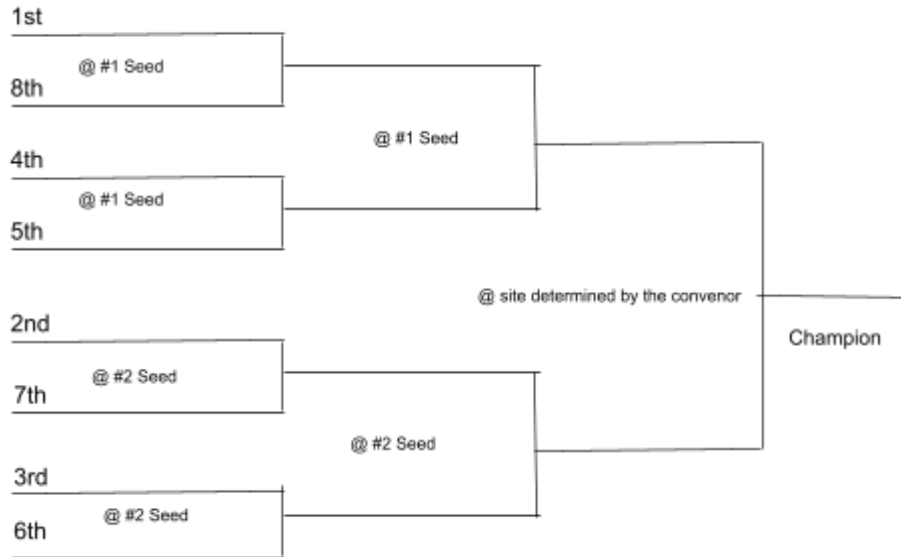 1st
@ #1 Seed
8th
@ #1 Seed
4th
@ #1 Seed
5th
@ site determined by the convenor
2nd
Champion
@ #2 Seed
7th
@ #2 Seed
3rd
@ #2 Seed
6th